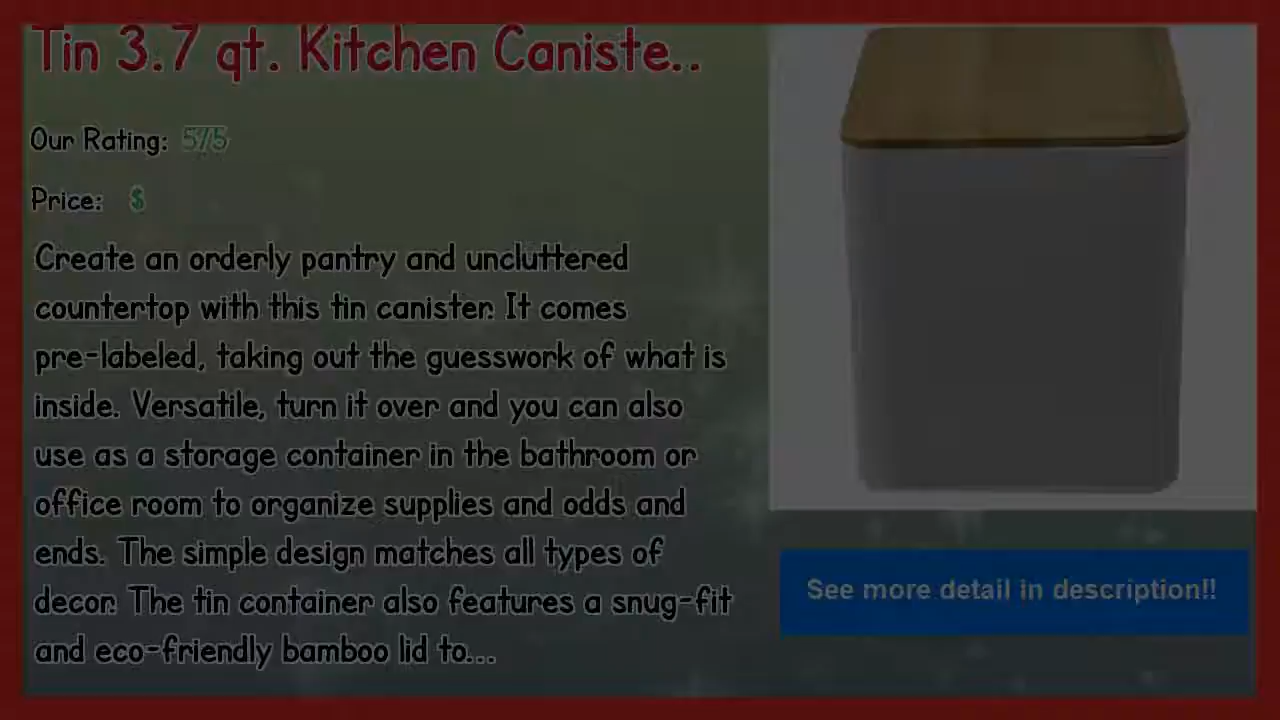 Tin 3.7 qt. Kitchen Caniste..
Our Rating: 5/5
Price: $
Create an orderly pantry and uncluttered
countertop with this tin canister. It comes
pre-labeled, taking out the guesswork of what is
inside. Versatile, turn it over and you can also
use as a storage container in the bathroom or
office room to organize supplies and odds and
ends. The simple design matches all types of
decor. The tin container also features a snug-fit
and eco-friendly bamboo lid to...
See more detail in description!!